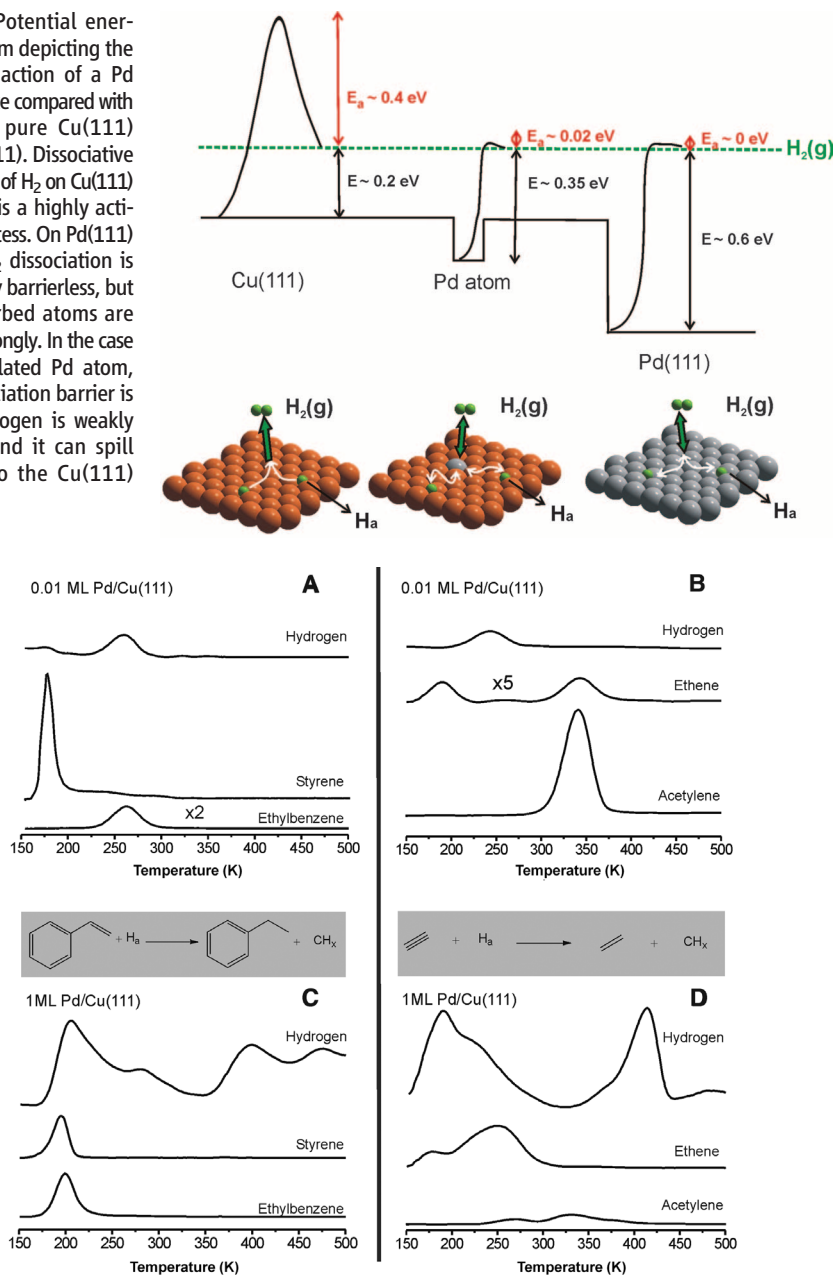 Potential ener-
m depicting the
action of a Pd
e compared with
pure Cu(111)
11). Dissociative
of H₂ on Cu(111)
is a highly acti-
tess. On Pd(111)
₂ dissociation is
y barrierless, but
rbed atoms are
ongly. In the case
lated Pd atom,
ciation barrier is
rogen is weakly
nd it can spill
o the Cu(111)
Eₐ ~ 0.4 eV
Eₐ ~ 0.02 eV
Eₐ ~ 0 eV
H₂(g)
E ~ 0.2 eV
E ~ 0.35 eV
E ~ 0.6 eV
Cu(111)
Pd atom
Pd(111)
H₂(g)
H₂(g)
H₂(g)
Hₐ
Hₐ
Hₐ
0.01 ML Pd/Cu(111)
A
Hydrogen
Styrene
x2
Ethylbenzene
150 200 250 300 350 400 450 500
Temperature (K)
0.01 ML Pd/Cu(111)
B
Hydrogen
x5
Ethene
Acetylene
150 200 250 300 350 400 450 500
Temperature (K)
+ Hₐ + CHₓ
+ Hₐ + CHₓ
1ML Pd/Cu(111)
C
Hydrogen
Styrene
Ethylbenzene
150 200 250 300 350 400 450 500
Temperature (K)
1ML Pd/Cu(111)
D
Hydrogen
Ethene
Acetylene
150 200 250 300 350 400 450 500
Temperature (K)